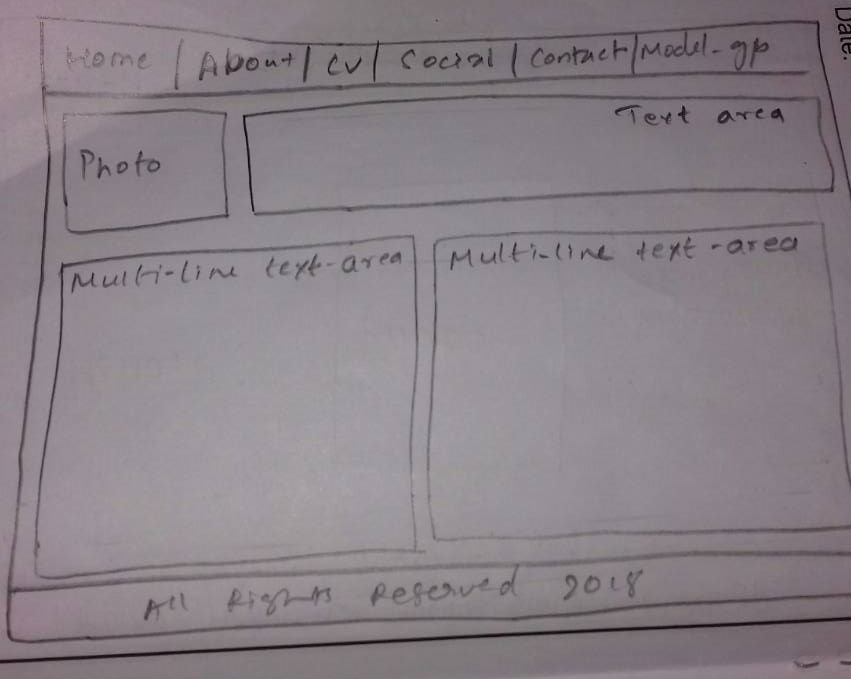 Home | About | CV | Social | Contact | Model-gp
Photo
Text area
Multi-line text-area
Multi-line text-area
All Rights Reserved 2018
Date: